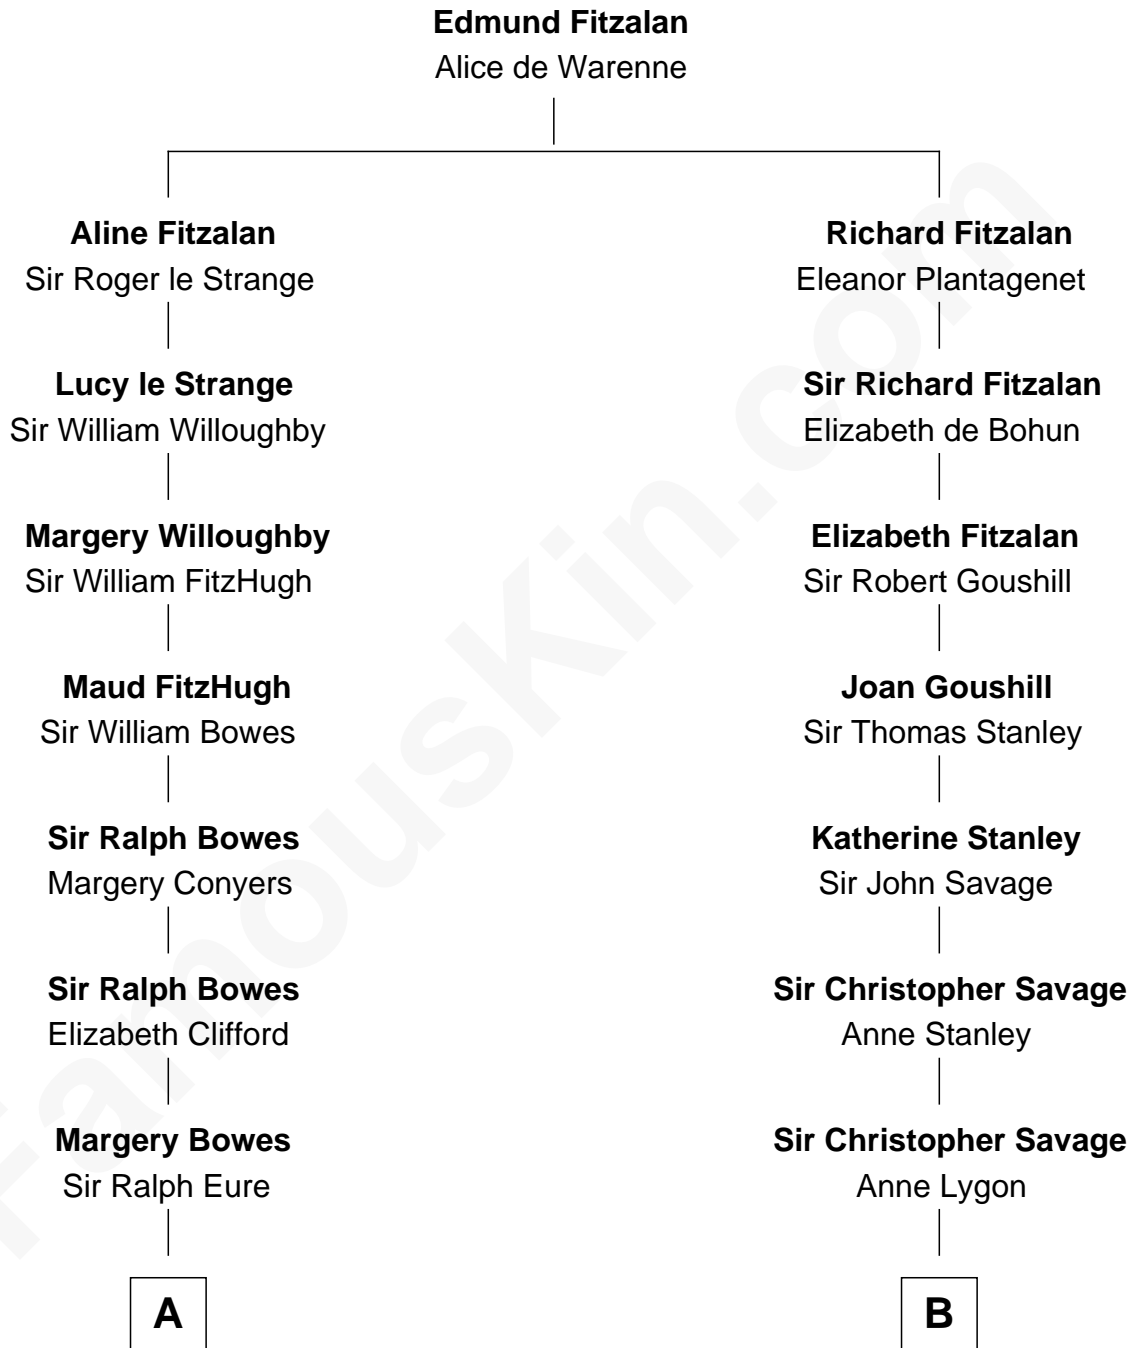 Edmund Fitzalan
Alice de Warenne
Aline Fitzalan
Sir Roger le Strange
Richard Fitzalan
Eleanor Plantagenet
Lucy le Strange
Sir William Willoughby
Sir Richard Fitzalan
Elizabeth de Bohun
Margery Willoughby
Sir William FitzHugh
Elizabeth Fitzalan
Sir Robert Goushill
Maud FitzHugh
Sir William Bowes
Joan Goushill
Sir Thomas Stanley
Sir Ralph Bowes
Margery Conyers
Katherine Stanley
Sir John Savage
Sir Ralph Bowes
Elizabeth Clifford
Sir Christopher Savage
Anne Stanley
Margery Bowes
Sir Ralph Eure
Sir Christopher Savage
Anne Lygon
A
B
FamousKin.com